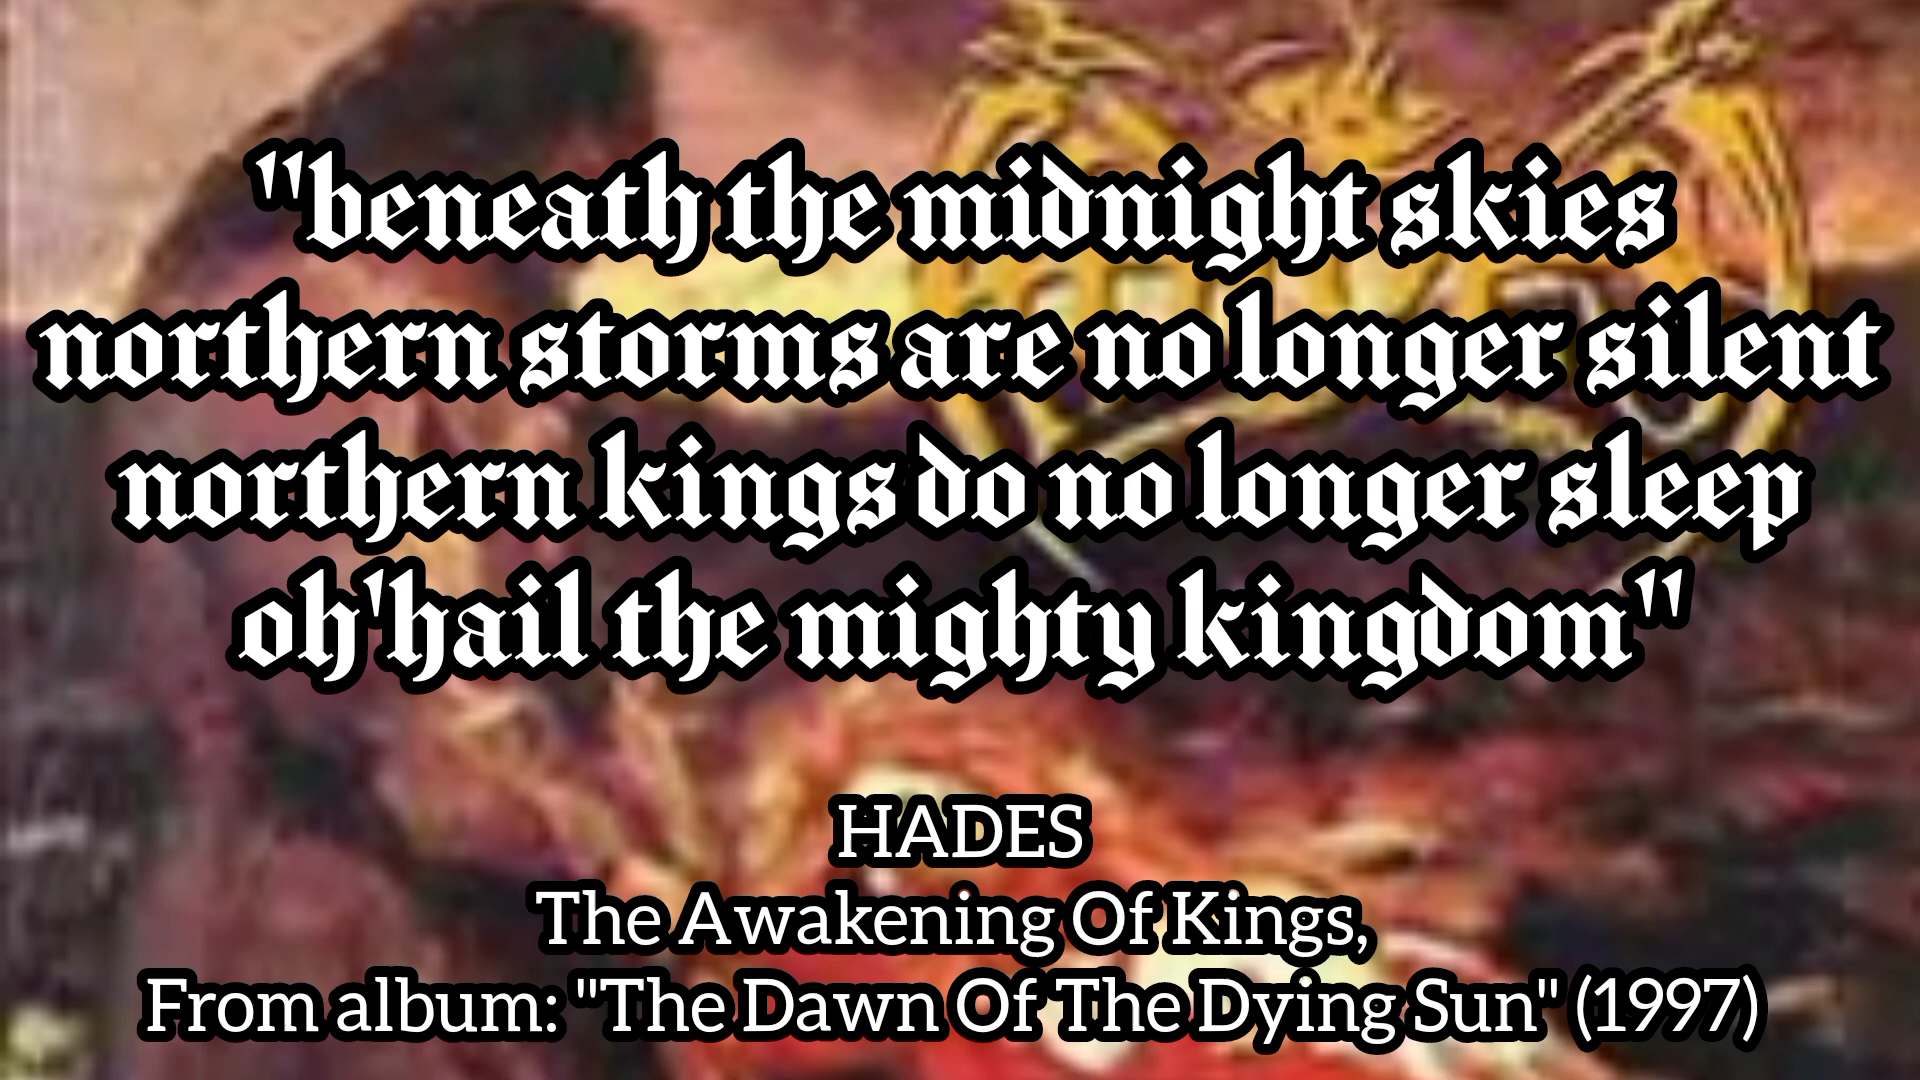 "beneath the midnight skies
northern storms are no longer silent
northern kings do no longer sleep
oh'hail the mighty kingdom"
HADES
The Awakening Of Kings,
From album: "The Dawn Of The Dying Sun" (1997)